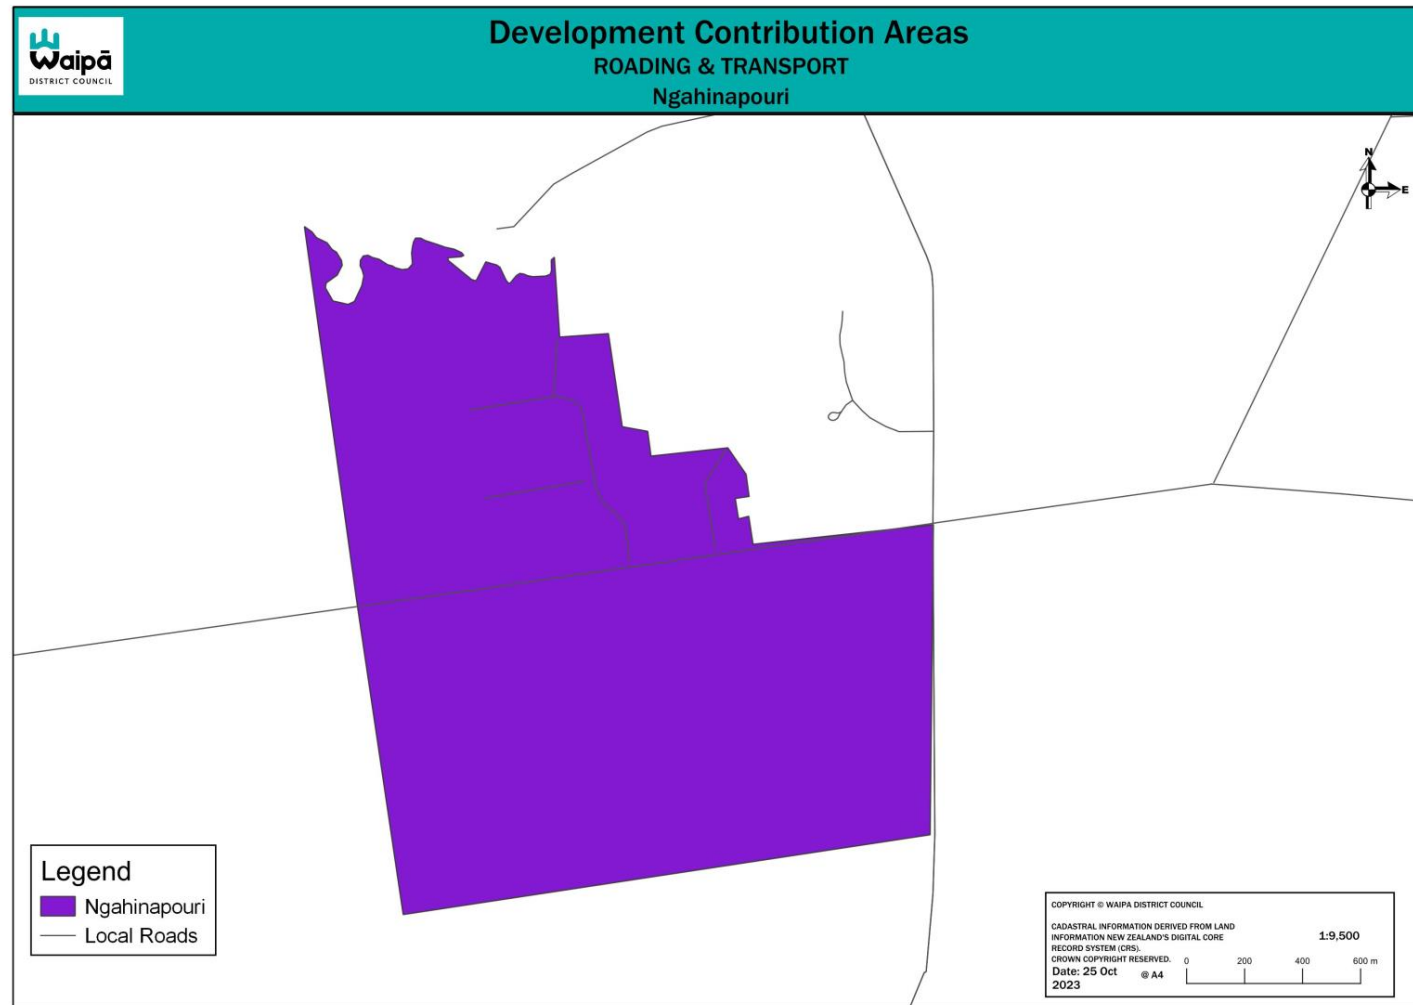 Waipā
DISTRICT COUNCIL
Development Contribution Areas
ROADING & TRANSPORT
Ngahinapouri
N
E
Legend
Ngahinapouri
Local Roads
COPYRIGHT © WAIPA DISTRICT COUNCIL
CADASTRAL INFORMATION DERIVED FROM LAND
INFORMATION NEW ZEALAND'S DIGITAL CORE
RECORD SYSTEM (CRS).
CROWN COPYRIGHT RESERVED.
Date: 25 Oct
2023
@ A4
1:9,500
0 200 400 600 m